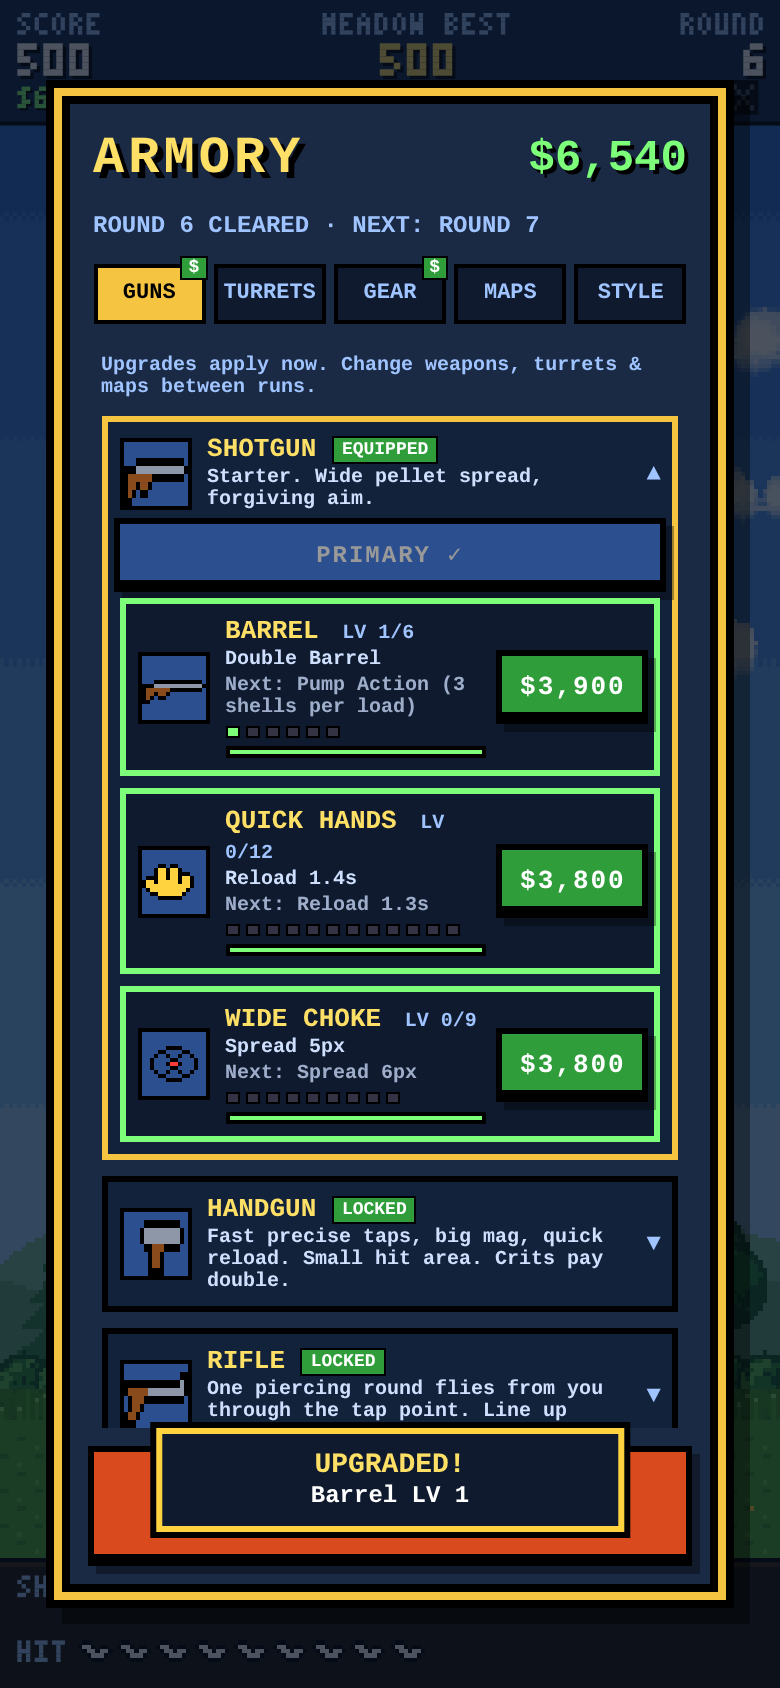 SCORE MEADOW BEST ROUND
500 500 6
ARMORY $6,540
ROUND 6 CLEARED · NEXT: ROUND 7
$ $
GUNS TURRETS GEAR MAPS STYLE
Upgrades apply now. Change weapons, turrets &
maps between runs.
SHOTGUN EQUIPPED
Starter. Wide pellet spread,
forgiving aim.
▲
PRIMARY ✓
BARREL LV 1/6
Double Barrel
Next: Pump Action (3
shells per load)
$3,900
QUICK HANDS LV
0/12
Reload 1.4s
Next: Reload 1.3s
$3,800
WIDE CHOKE LV 0/9
Spread 5px
Next: Spread 6px
$3,800
HANDGUN LOCKED
Fast precise taps, big mag, quick
reload. Small hit area. Crits pay
double.
▼
RIFLE LOCKED
One piercing round flies from you
through the tap point. Line up
▼
UPGRADED!
Barrel LV 1
HIT